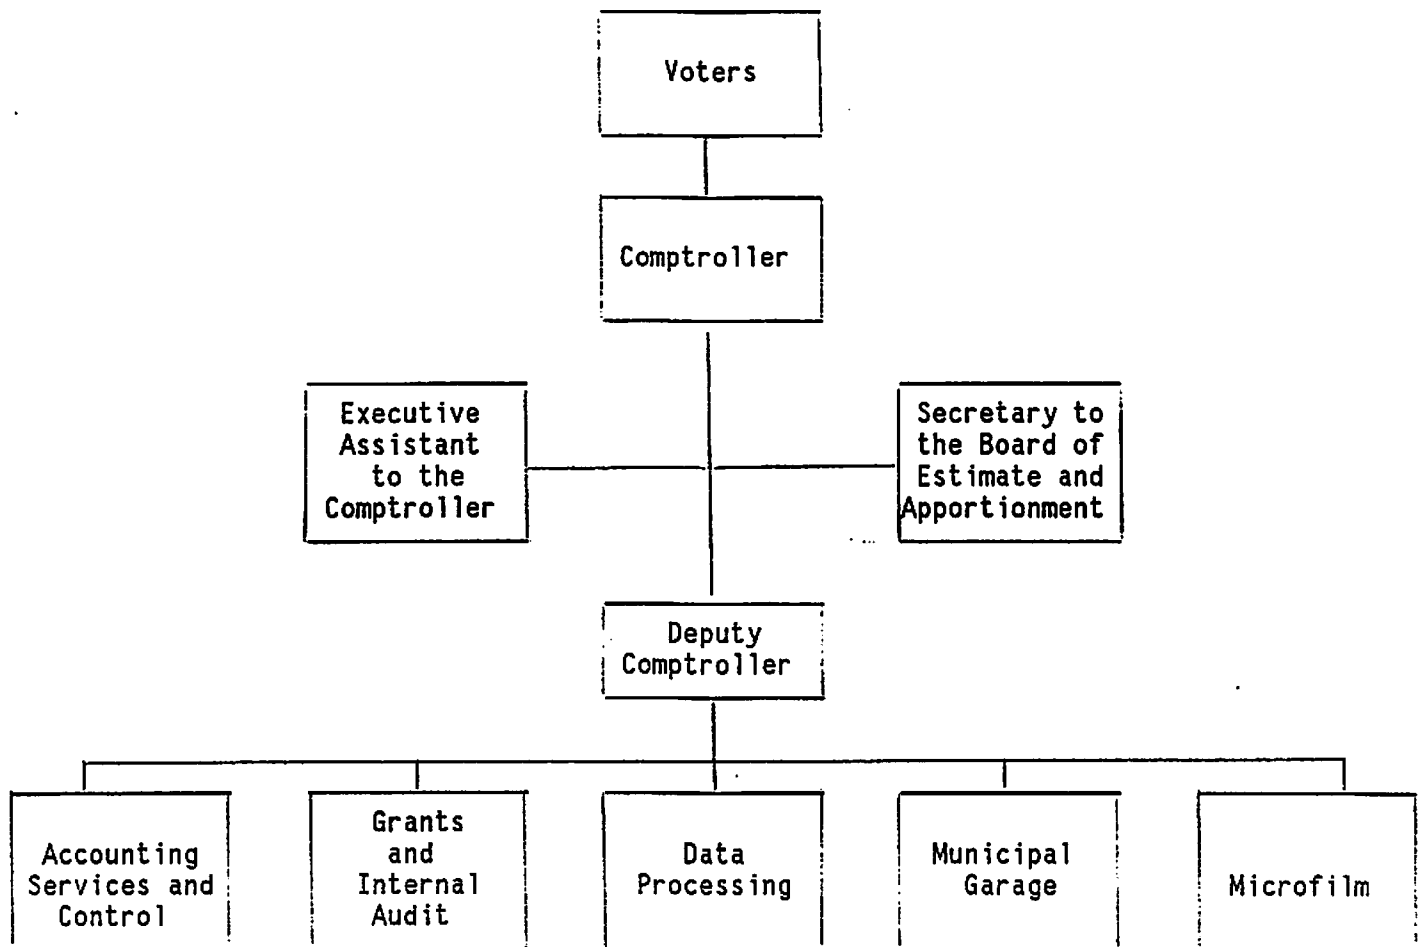 Voters
Comptroller
Executive
Assistant
to the
Comptroller
Secretary to
the Board of
Estimate and
Apportionment
Deputy
Comptroller
Accounting
Services and
Control
Grants
and
Internal
Audit
Data
Processing
Municipal
Garage
Microfilm